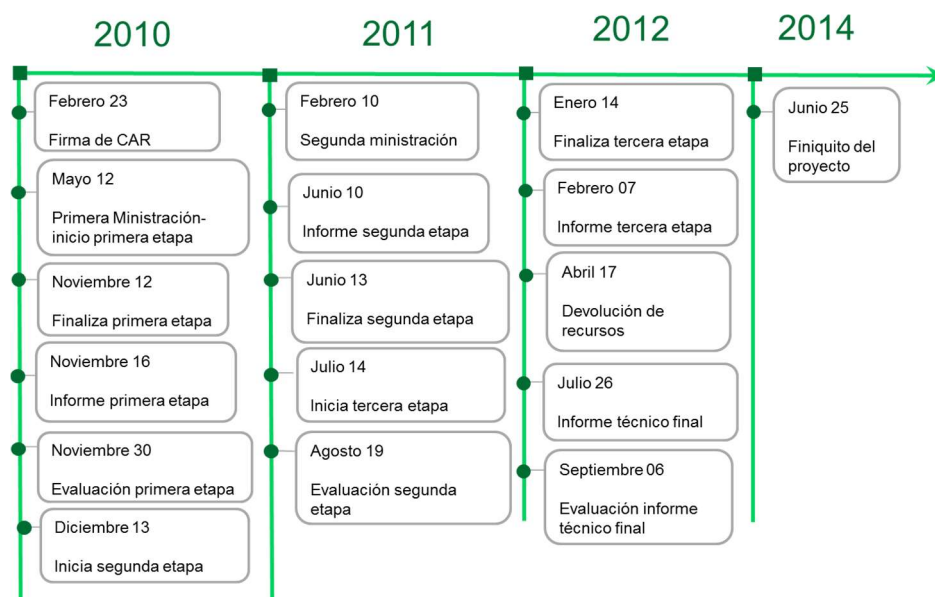 2010
Febrero 23
Firma de CAR
Mayo 12
Primera Ministración-
inicio primera etapa
Noviembre 12
Finaliza primera etapa
Noviembre 16
Informe primera etapa
Noviembre 30
Evaluación primera etapa
Diciembre 13
Inicia segunda etapa
2011
Febrero 10
Segunda ministración
Junio 10
Informe segunda etapa
Junio 13
Finaliza segunda etapa
Julio 14
Inicia tercera etapa
Agosto 19
Evaluación segunda
etapa
2012
Enero 14
Finaliza tercera etapa
Febrero 07
Informe tercera etapa
Abril 17
Devolución de
recursos
Julio 26
Informe técnico final
Septiembre 06
Evaluación informe
técnico final
2014
Junio 25
Finiquito del
proyecto